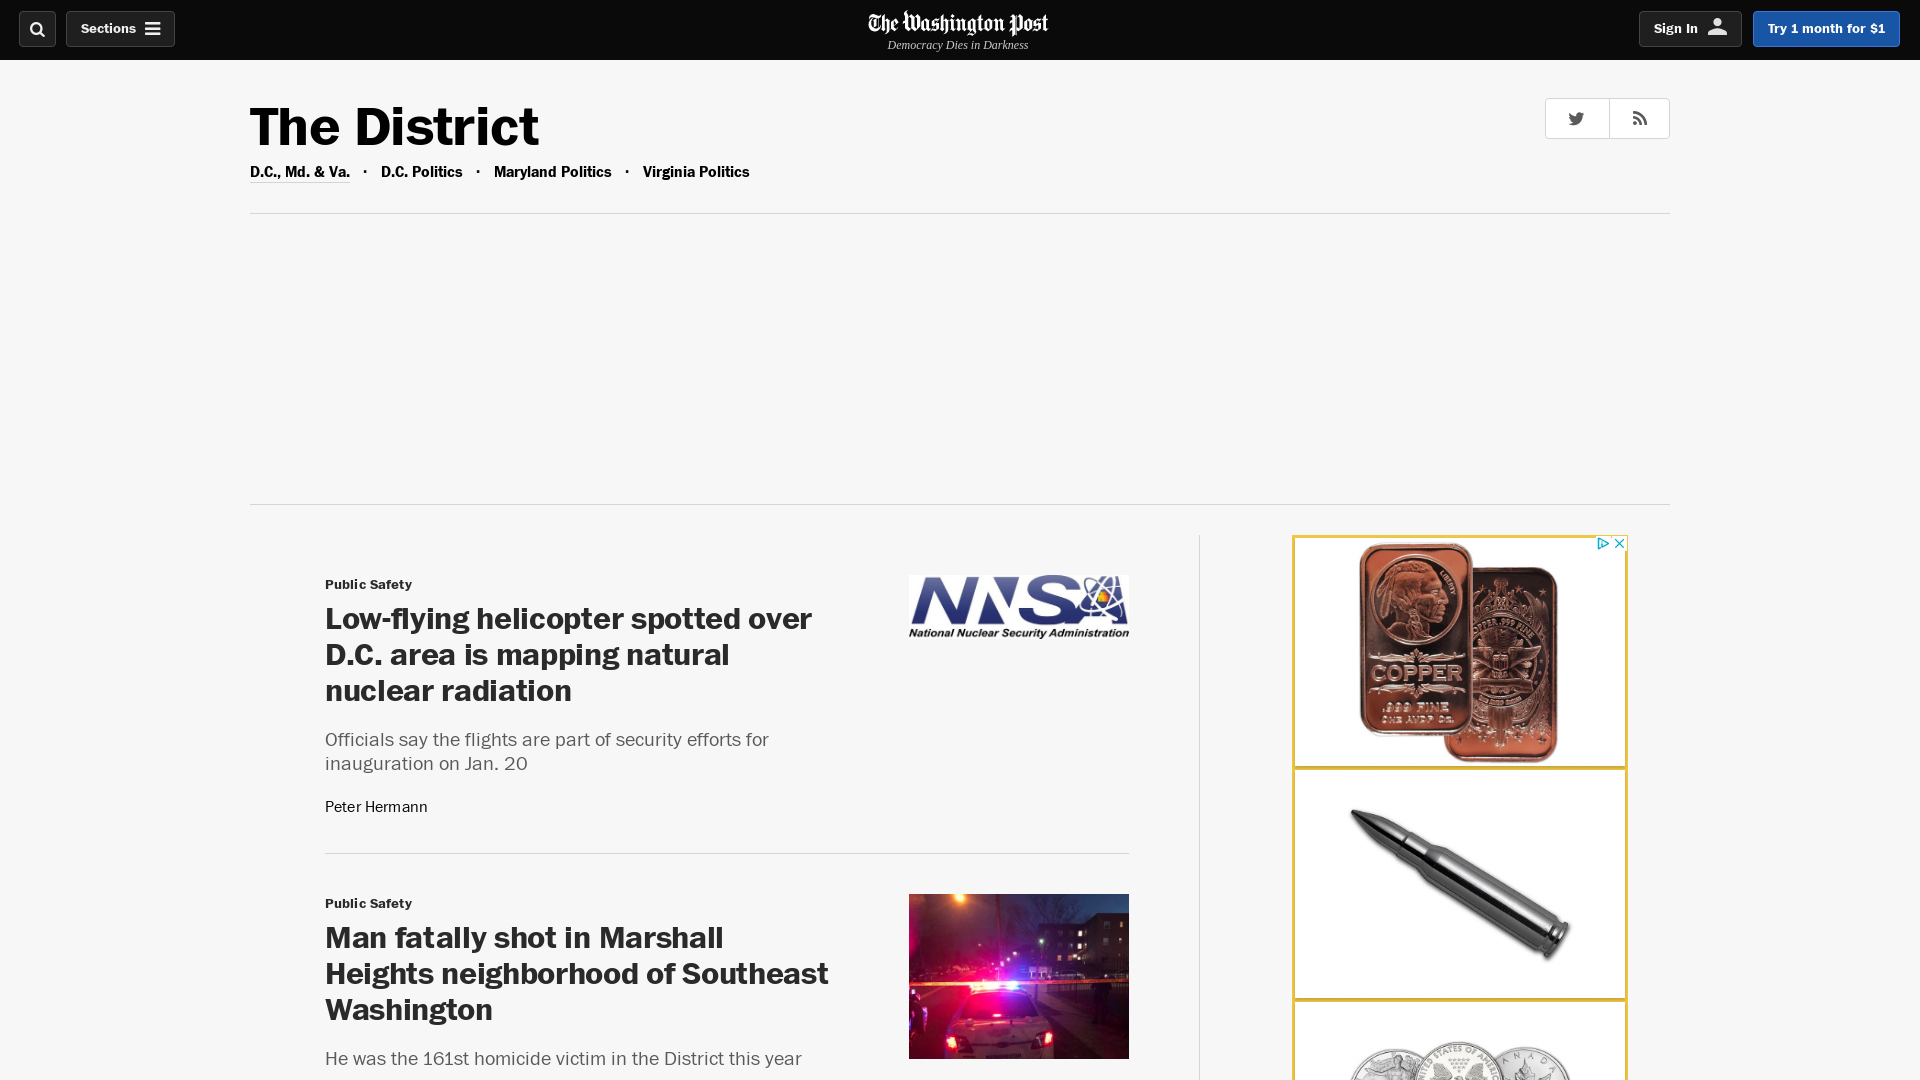 Sections
The Washington Post
Democracy Dies in Darkness
Sign In
Try 1 month for $1
The District
D.C., Md. & Va. · D.C. Politics · Maryland Politics · Virginia Politics
Public Safety
Low-flying helicopter spotted over
D.C. area is mapping natural
nuclear radiation
Officials say the flights are part of security efforts for
inauguration on Jan. 20
Peter Hermann
NNSA
National Nuclear Security Administration
Public Safety
Man fatally shot in Marshall
Heights neighborhood of Southeast
Washington
He was the 161st homicide victim in the District this year
LIBERTY
COPPER
.999 FINE
ONE AVDP OZ.